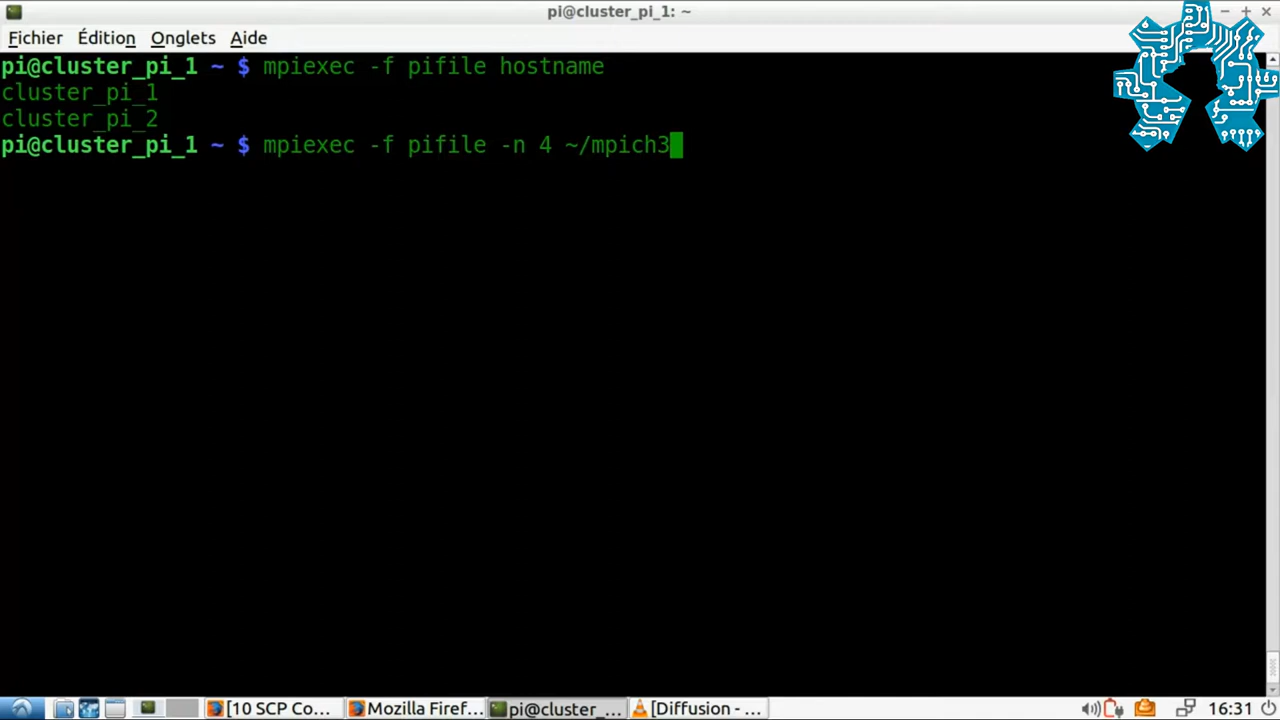 pi@cluster_pi_1: ~
Fichier Édition Onglets Aide
pi@cluster_pi_1 ~ $ mpiexec -f pifile hostname
cluster_pi_1
cluster_pi_2
pi@cluster_pi_1 ~ $ mpiexec -f pifile -n 4 ~/mpich3
[10 SCP Co... Mozilla Firef... pi@cluster_... [Diffusion - ... 16:31